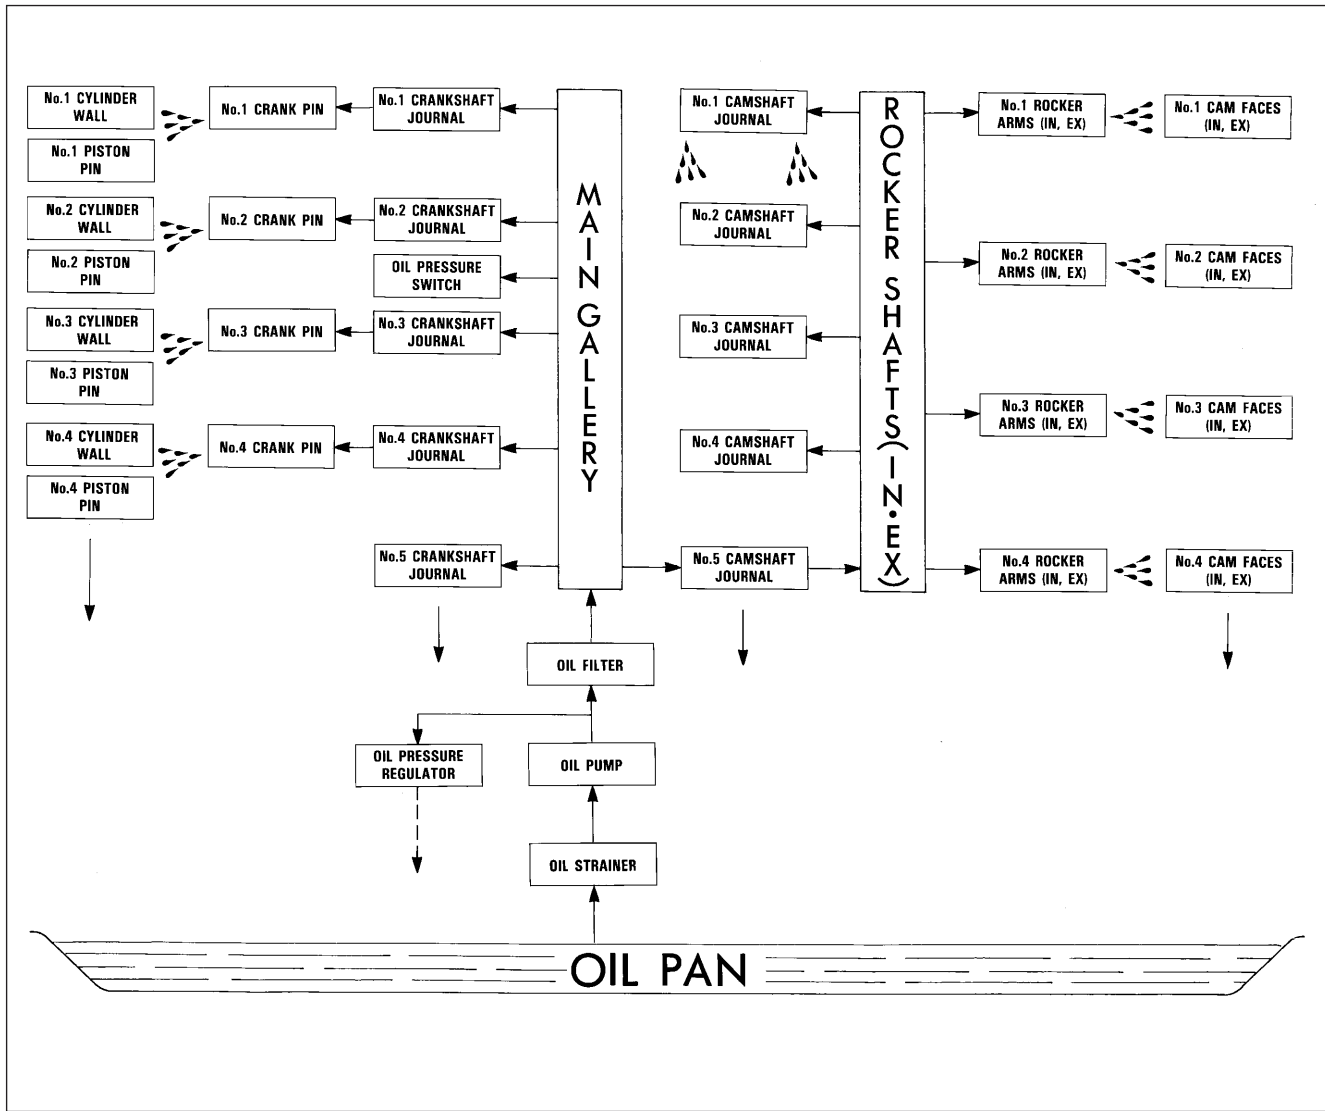 No.1 CYLINDER
WALL
No.1 PISTON
PIN
No.2 CYLINDER
WALL
No.2 PISTON
PIN
No.3 CYLINDER
WALL
No.3 PISTON
PIN
No.4 CYLINDER
WALL
No.4 PISTON
PIN
No.1 CRANK PIN
No.2 CRANK PIN
No.3 CRANK PIN
No.4 CRANK PIN
No.1 CRANKSHAFT
JOURNAL
No.2 CRANKSHAFT
JOURNAL
OIL PRESSURE
SWITCH
No.3 CRANKSHAFT
JOURNAL
No.4 CRANKSHAFT
JOURNAL
No.5 CRANKSHAFT
JOURNAL
MAIN GALLERY
No.1 CAMSHAFT
JOURNAL
No.2 CAMSHAFT
JOURNAL
No.3 CAMSHAFT
JOURNAL
No.4 CAMSHAFT
JOURNAL
No.5 CAMSHAFT
JOURNAL
ROCKER SHAFTS(IN•EX)
No.1 ROCKER
ARMS (IN, EX)
No.2 ROCKER
ARMS (IN, EX)
No.3 ROCKER
ARMS (IN, EX)
No.4 ROCKER
ARMS (IN, EX)
No.1 CAM FACES
(IN, EX)
No.2 CAM FACES
(IN, EX)
No.3 CAM FACES
(IN, EX)
No.4 CAM FACES
(IN, EX)
OIL FILTER
OIL PRESSURE
REGULATOR
OIL PUMP
OIL STRAINER
OIL PAN